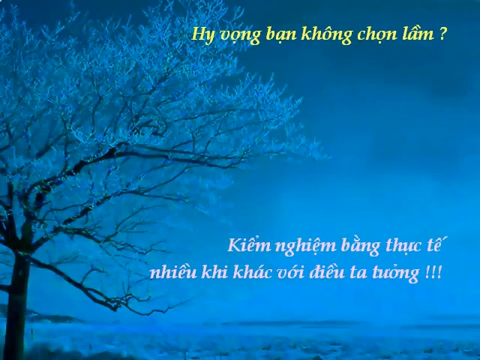 Hy vọng bạn không chọn lầm ?
Kiểm nghiệm bằng thực tế
nhiều khi khác với điều ta tưởng !!!